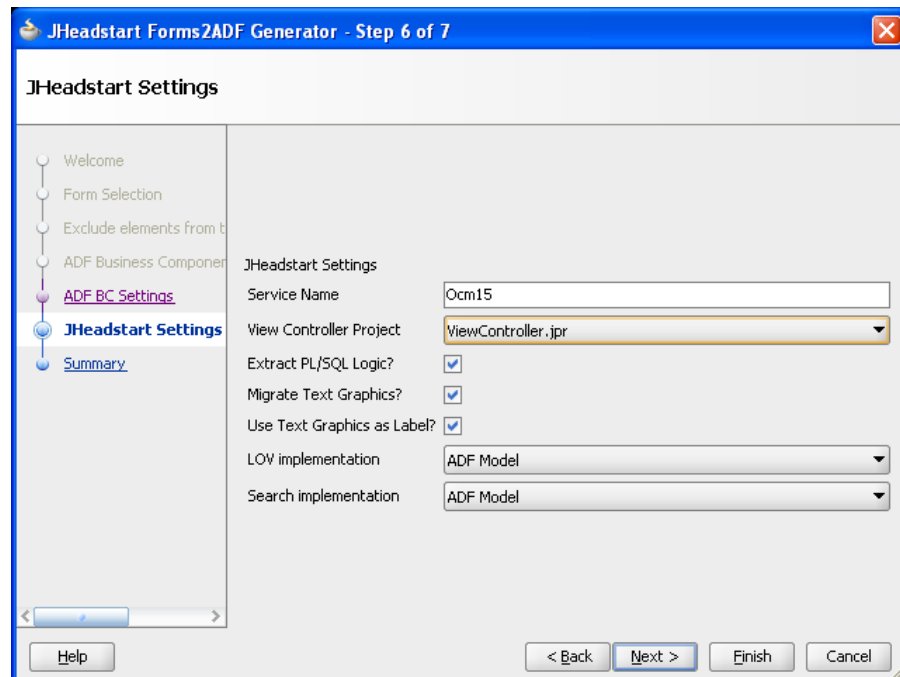 JHeadstart Forms2ADF Generator - Step 6 of 7
JHeadstart Settings
Welcome
Form Selection
Exclude elements from t
ADF Business Componer
ADF BC Settings
JHeadstart Settings
Summary
JHeadstart Settings
Service Name Ocm15
View Controller Project ViewController.jpr
Extract PL/SQL Logic?
Migrate Text Graphics?
Use Text Graphics as Label?
LOV implementation ADF Model
Search implementation ADF Model
Help < Back Next > Finish Cancel